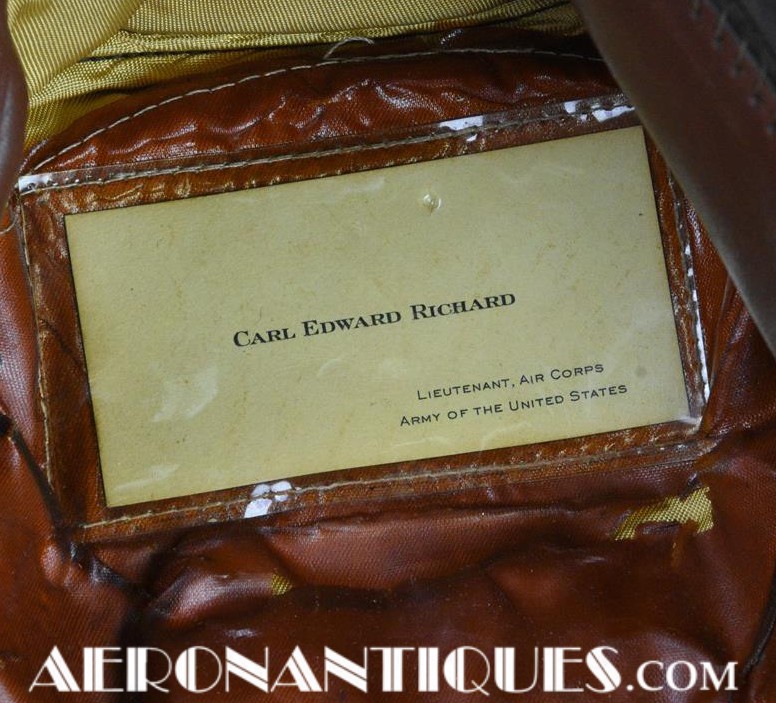 CARL EDWARD RICHARD
LIEUTENANT, AIR CORPS
ARMY OF THE UNITED STATES
AERONANTIQUES.COM